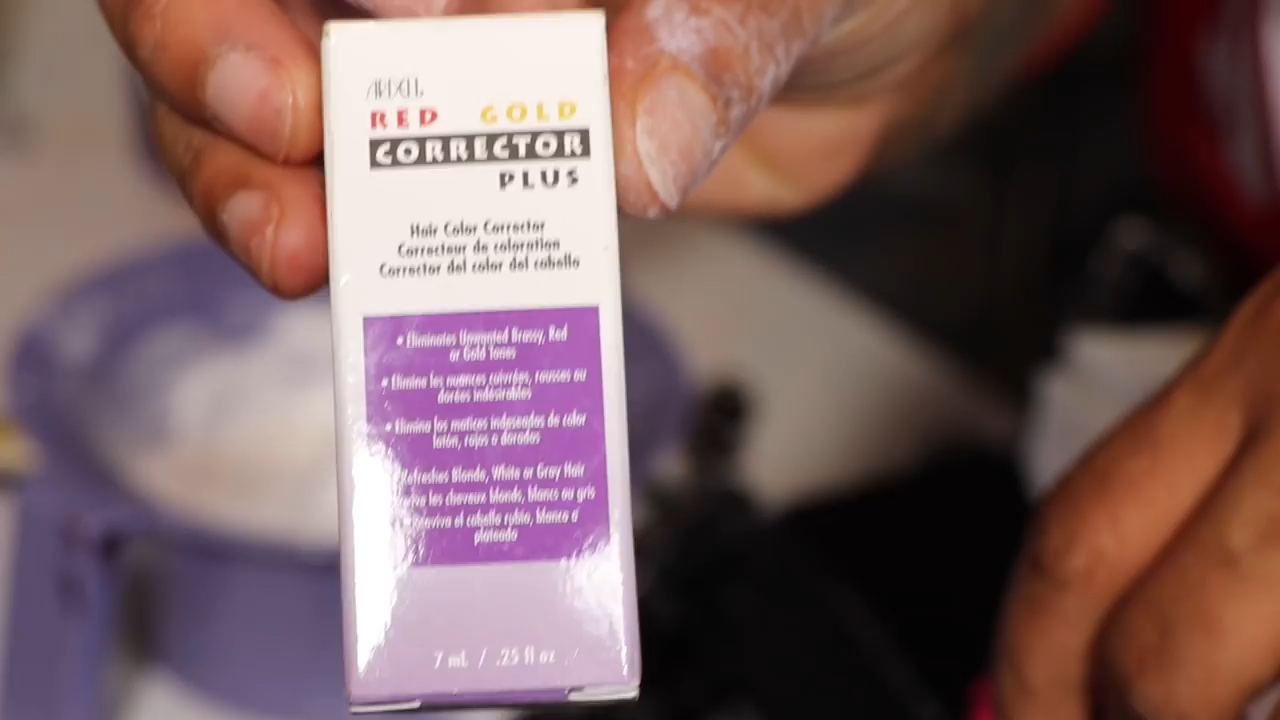 ARDELL
RED GOLD
CORRECTOR
PLUS
Hair Color Corrector
Correcteur de coloration
Corrector del color del cabello
• Eliminates Unwanted Brassy, Red
or Gold Tones
• Elimine les nuances cuivrées, rousses ou
dorées indésirables
• Elimina los matices indeseados de color
latón, rojos o dorados
Refreshes Blonde, White or Gray Hair
les cheveux blonds, blancs ou gris
el cabello rubio, blanco o
plateado
7 mL / .25 fl oz